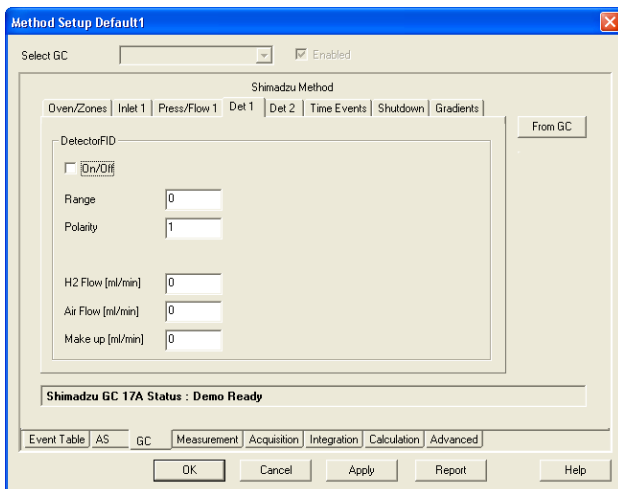 Method Setup Default1
Select GC
Enabled
Shimadzu Method
Oven/Zones Inlet 1 Press/Flow 1 Det 1 Det 2 Time Events Shutdown Gradients
From GC
DetectorFID
On/Off
Range 0
Polarity 1
H2 Flow [ml/min] 0
Air Flow [ml/min] 0
Make up [ml/min] 0
Shimadzu GC 17A Status : Demo Ready
Event Table AS GC Measurement Acquisition Integration Calculation Advanced
OK Cancel Apply Report Help